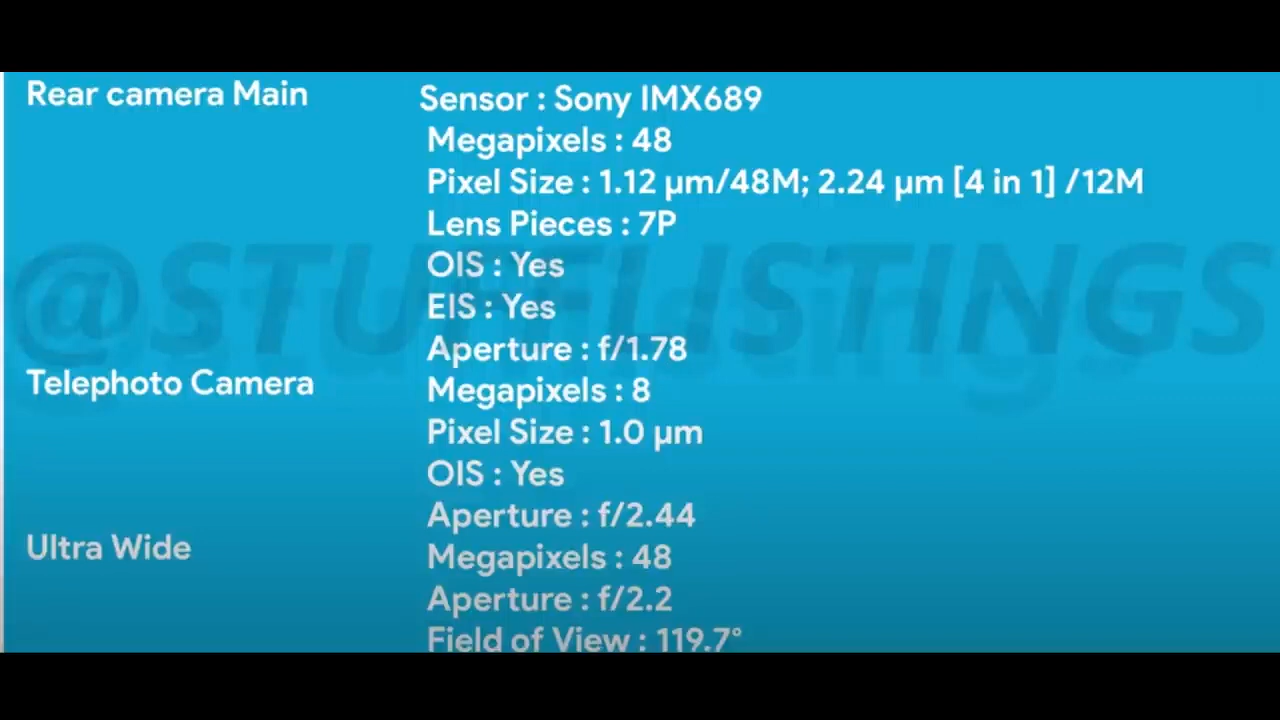 Rear camera Main
Sensor : Sony IMX689
Megapixels : 48
Pixel Size : 1.12 µm/48M; 2.24 µm [4 in 1] /12M
Lens Pieces : 7P
OIS : Yes
EIS : Yes
Aperture : f/1.78
Telephoto Camera
Megapixels : 8
Pixel Size : 1.0 µm
OIS : Yes
Aperture : f/2.44
Ultra Wide
Megapixels : 48
Aperture : f/2.2
Field of View : 119.7°
@STUFFLISTINGS